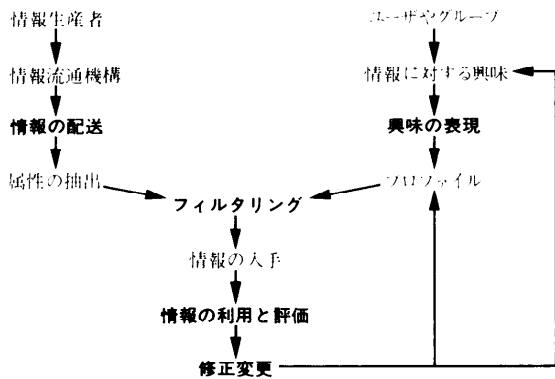 情報生産者
ユーザやグループ
情報流通機構
情報に対する興味
情報の配送
興味の表現
属性の抽出
プロファイル
フィルタリング
情報の入手
情報の利用と評価
修正変更